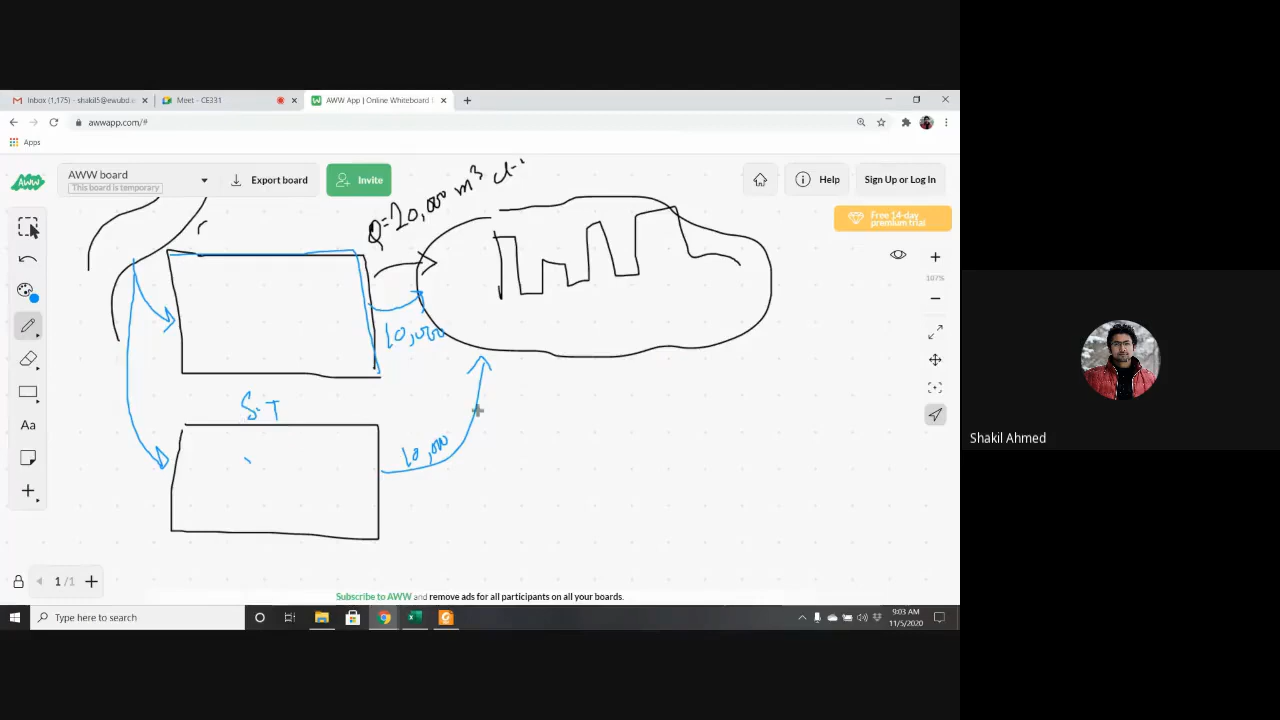 Inbox (1,175) - shakil5@ewubd.e
Meet - CE331
AWW App | Online Whiteboard
awwapp.com/#
Apps
AWW board
This board is temporary
Export board
Invite
Help
Sign Up or Log In
Free 14-day
premium trial
Q=20,000 m³ d-1
r
10,000
S.T
10,000
107%
Aa
Shakil Ahmed
1 /1
Subscribe to AWW and remove ads for all participants on all your boards.
Type here to search
9:03 AM
11/5/2020